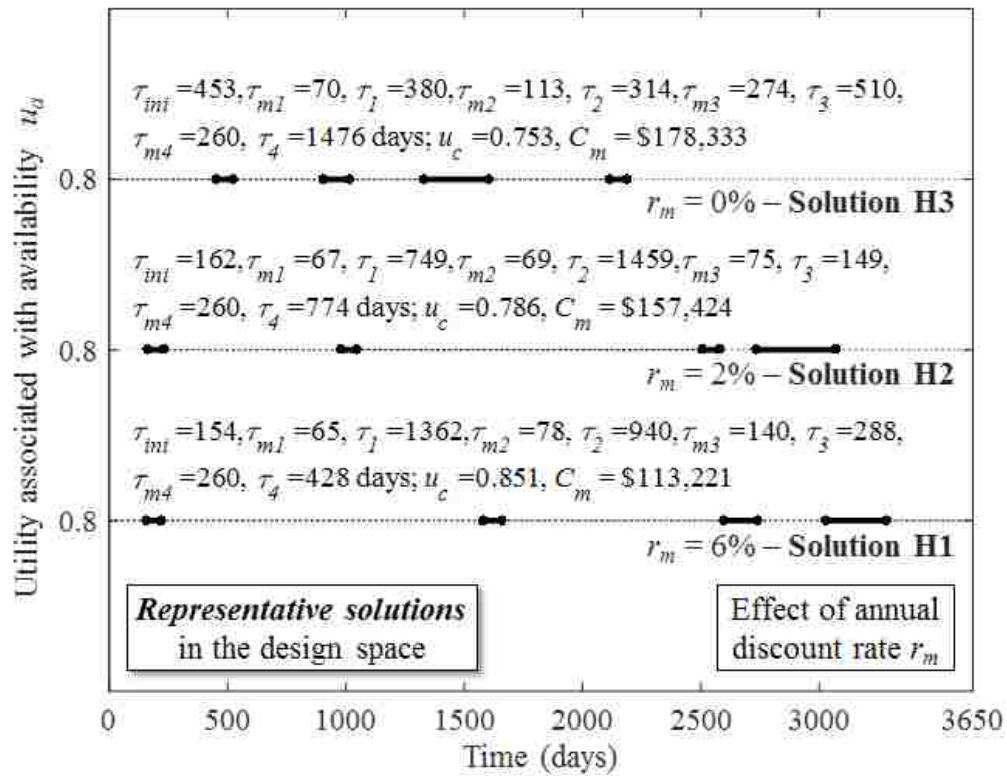 τini =453,τm1 =70, τ1 =380,τm2 =113, τ2 =314,τm3 =274, τ3 =510,
τm4 =260, τ4 =1476 days; uc =0.753, Cm = $178,333
0.8
rm = 0% – Solution H3
τini =162,τm1 =67, τ1 =749,τm2 =69, τ2 =1459,τm3 =75, τ3 =149,
τm4 =260, τ4 =774 days; uc =0.786, Cm = $157,424
0.8
rm = 2% – Solution H2
τini =154,τm1 =65, τ1 =1362,τm2 =78, τ2 =940,τm3 =140, τ3 =288,
τm4 =260, τ4 =428 days; uc =0.851, Cm = $113,221
0.8
rm = 6% – Solution H1
Representative solutions
in the design space
Effect of annual
discount rate rm
0 500 1000 1500 2000 2500 3000 3650
Time (days)
Utility associated with availability ua